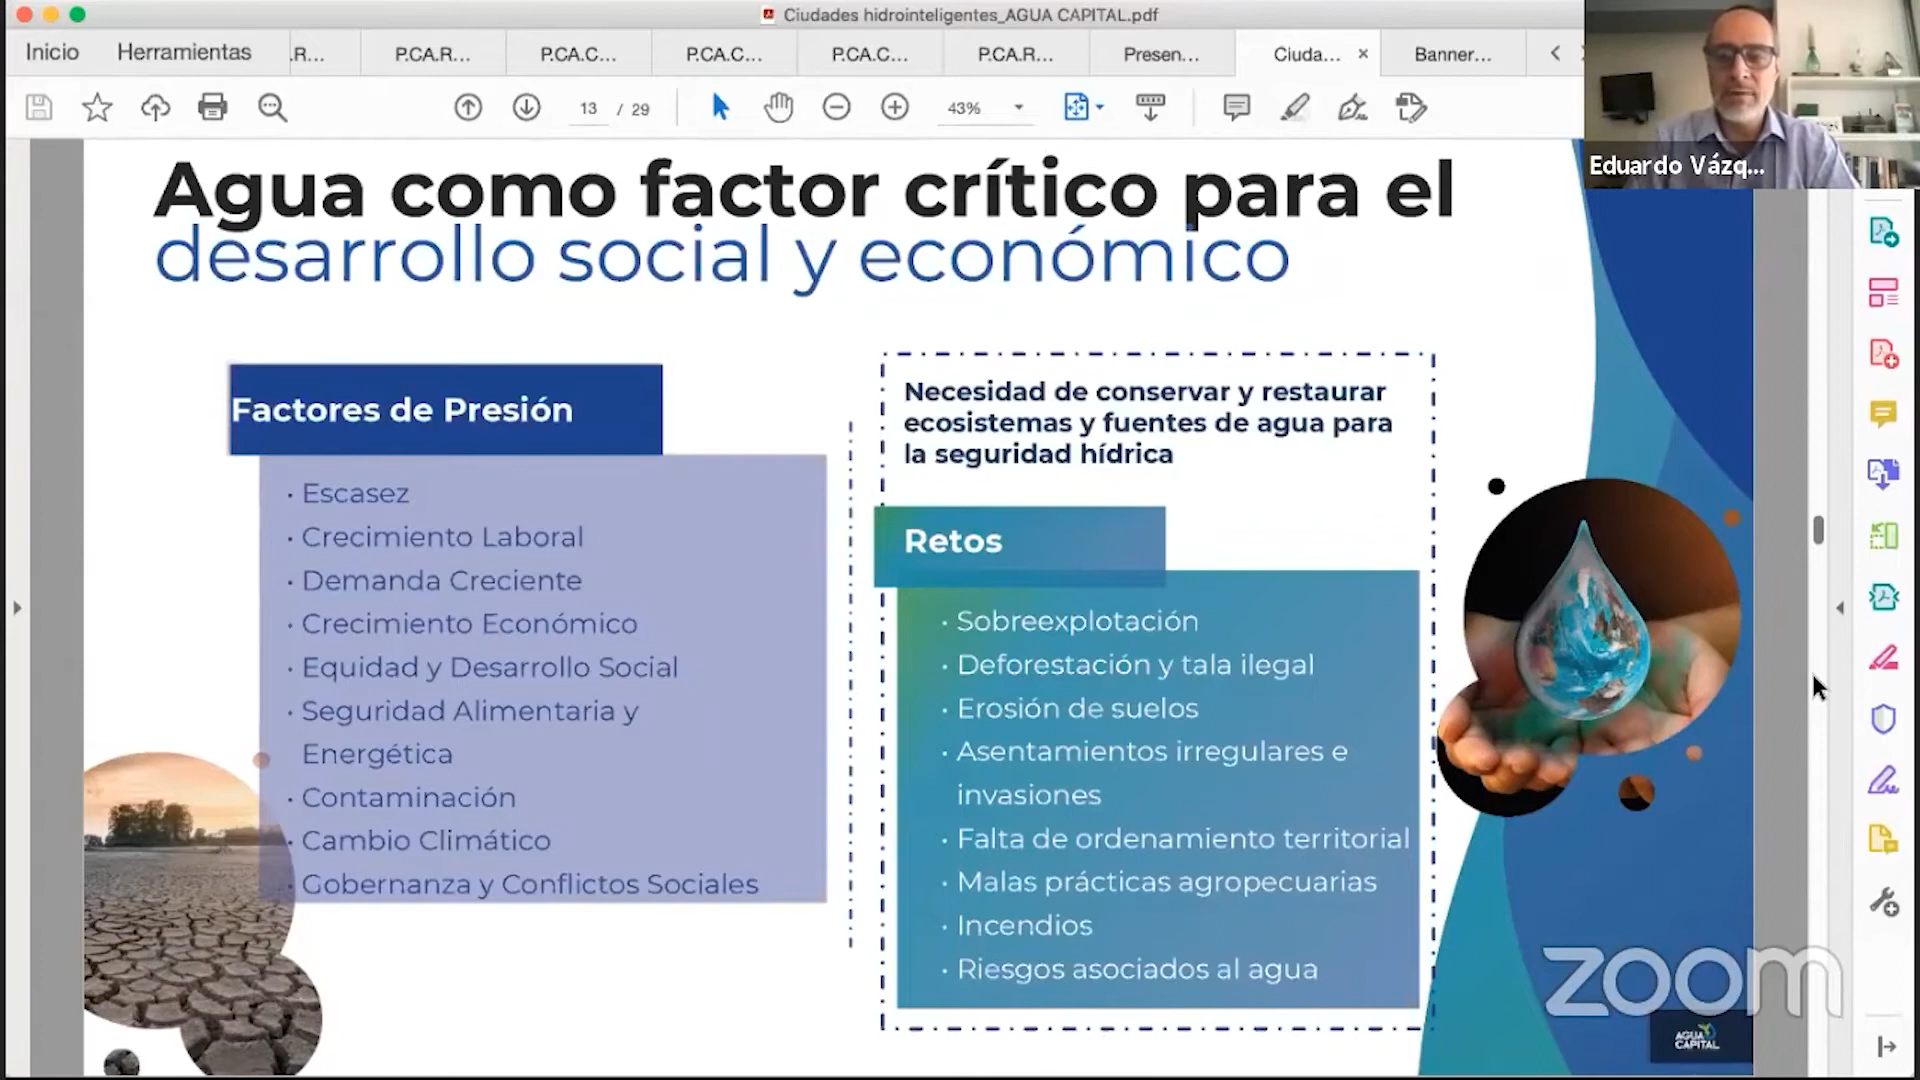 Ciudades hidrointeligentes_AGUA CAPITAL.pdf
Inicio Herramientas .R... P.CA.R... P.CA.C... P.CA.C... P.CA.C... P.CA.R... Presen... Ciuda... × Banner...
13 / 29 43%
Eduardo Vázq...
Agua como factor crítico para el
desarrollo social y económico
Factores de Presión
· Escasez
· Crecimiento Laboral
· Demanda Creciente
· Crecimiento Económico
· Equidad y Desarrollo Social
· Seguridad Alimentaria y
Energética
· Contaminación
· Cambio Climático
· Gobernanza y Conflictos Sociales
Necesidad de conservar y restaurar
ecosistemas y fuentes de agua para
la seguridad hídrica
Retos
· Sobreexplotación
· Deforestación y tala ilegal
· Erosión de suelos
· Asentamientos irregulares e
invasiones
· Falta de ordenamiento territorial
· Malas prácticas agropecuarias
· Incendios
· Riesgos asociados al agua
zoom
AGUA
CAPITAL